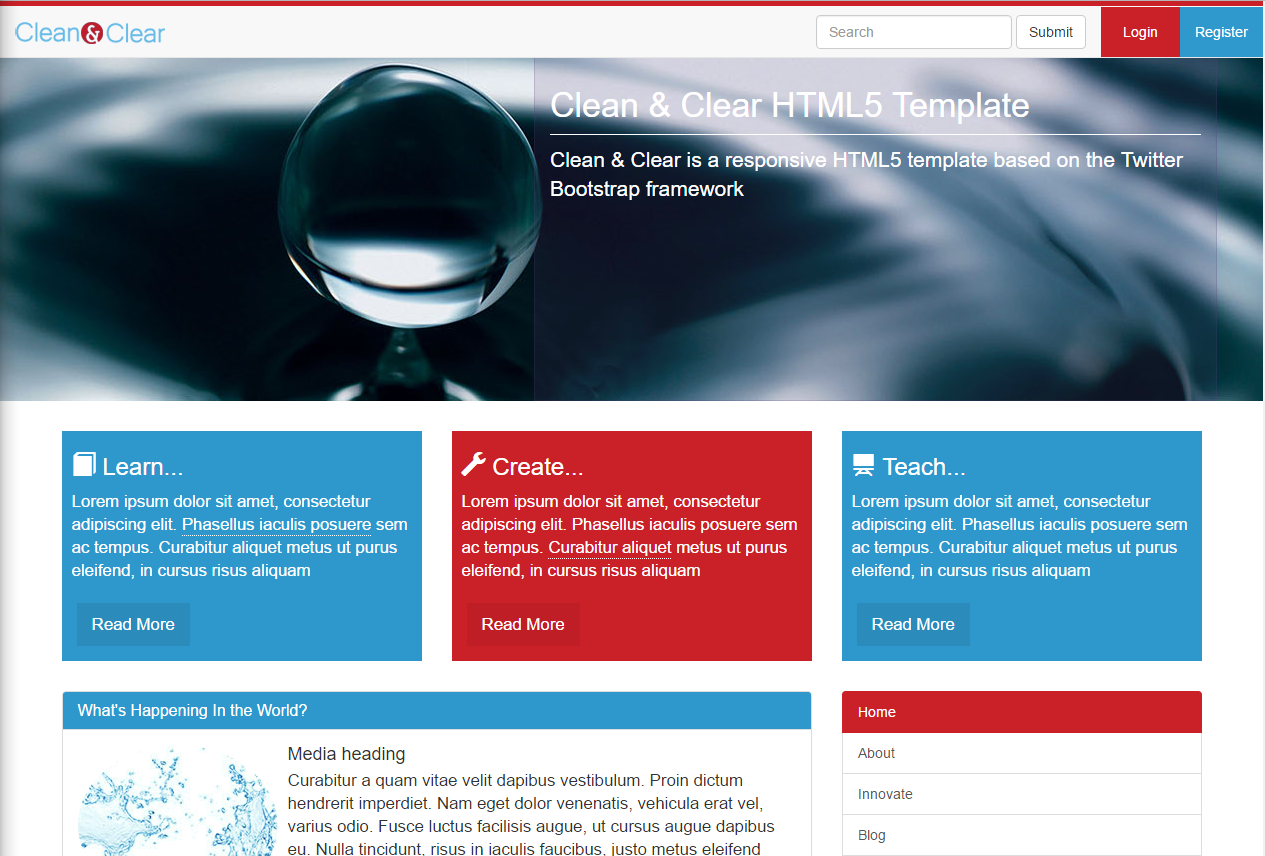 Clean & Clear
Search
Submit
Login
Register
Clean & Clear HTML5 Template
Clean & Clear is a responsive HTML5 template based on the Twitter
Bootstrap framework
Learn...
Lorem ipsum dolor sit amet, consectetur
adipiscing elit. Phasellus iaculis posuere sem
ac tempus. Curabitur aliquet metus ut purus
eleifend, in cursus risus aliquam
Read More
Create...
Lorem ipsum dolor sit amet, consectetur
adipiscing elit. Phasellus iaculis posuere sem
ac tempus. Curabitur aliquet metus ut purus
eleifend, in cursus risus aliquam
Read More
Teach...
Lorem ipsum dolor sit amet, consectetur
adipiscing elit. Phasellus iaculis posuere sem
ac tempus. Curabitur aliquet metus ut purus
eleifend, in cursus risus aliquam
Read More
What's Happening In the World?
Media heading
Curabitur a quam vitae velit dapibus vestibulum. Proin dictum
hendrerit imperdiet. Nam eget dolor venenatis, vehicula erat vel,
varius odio. Fusce luctus facilisis augue, ut cursus augue dapibus
eu. Nulla tincidunt, risus in iaculis faucibus, justo metus eleifend
Home
About
Innovate
Blog